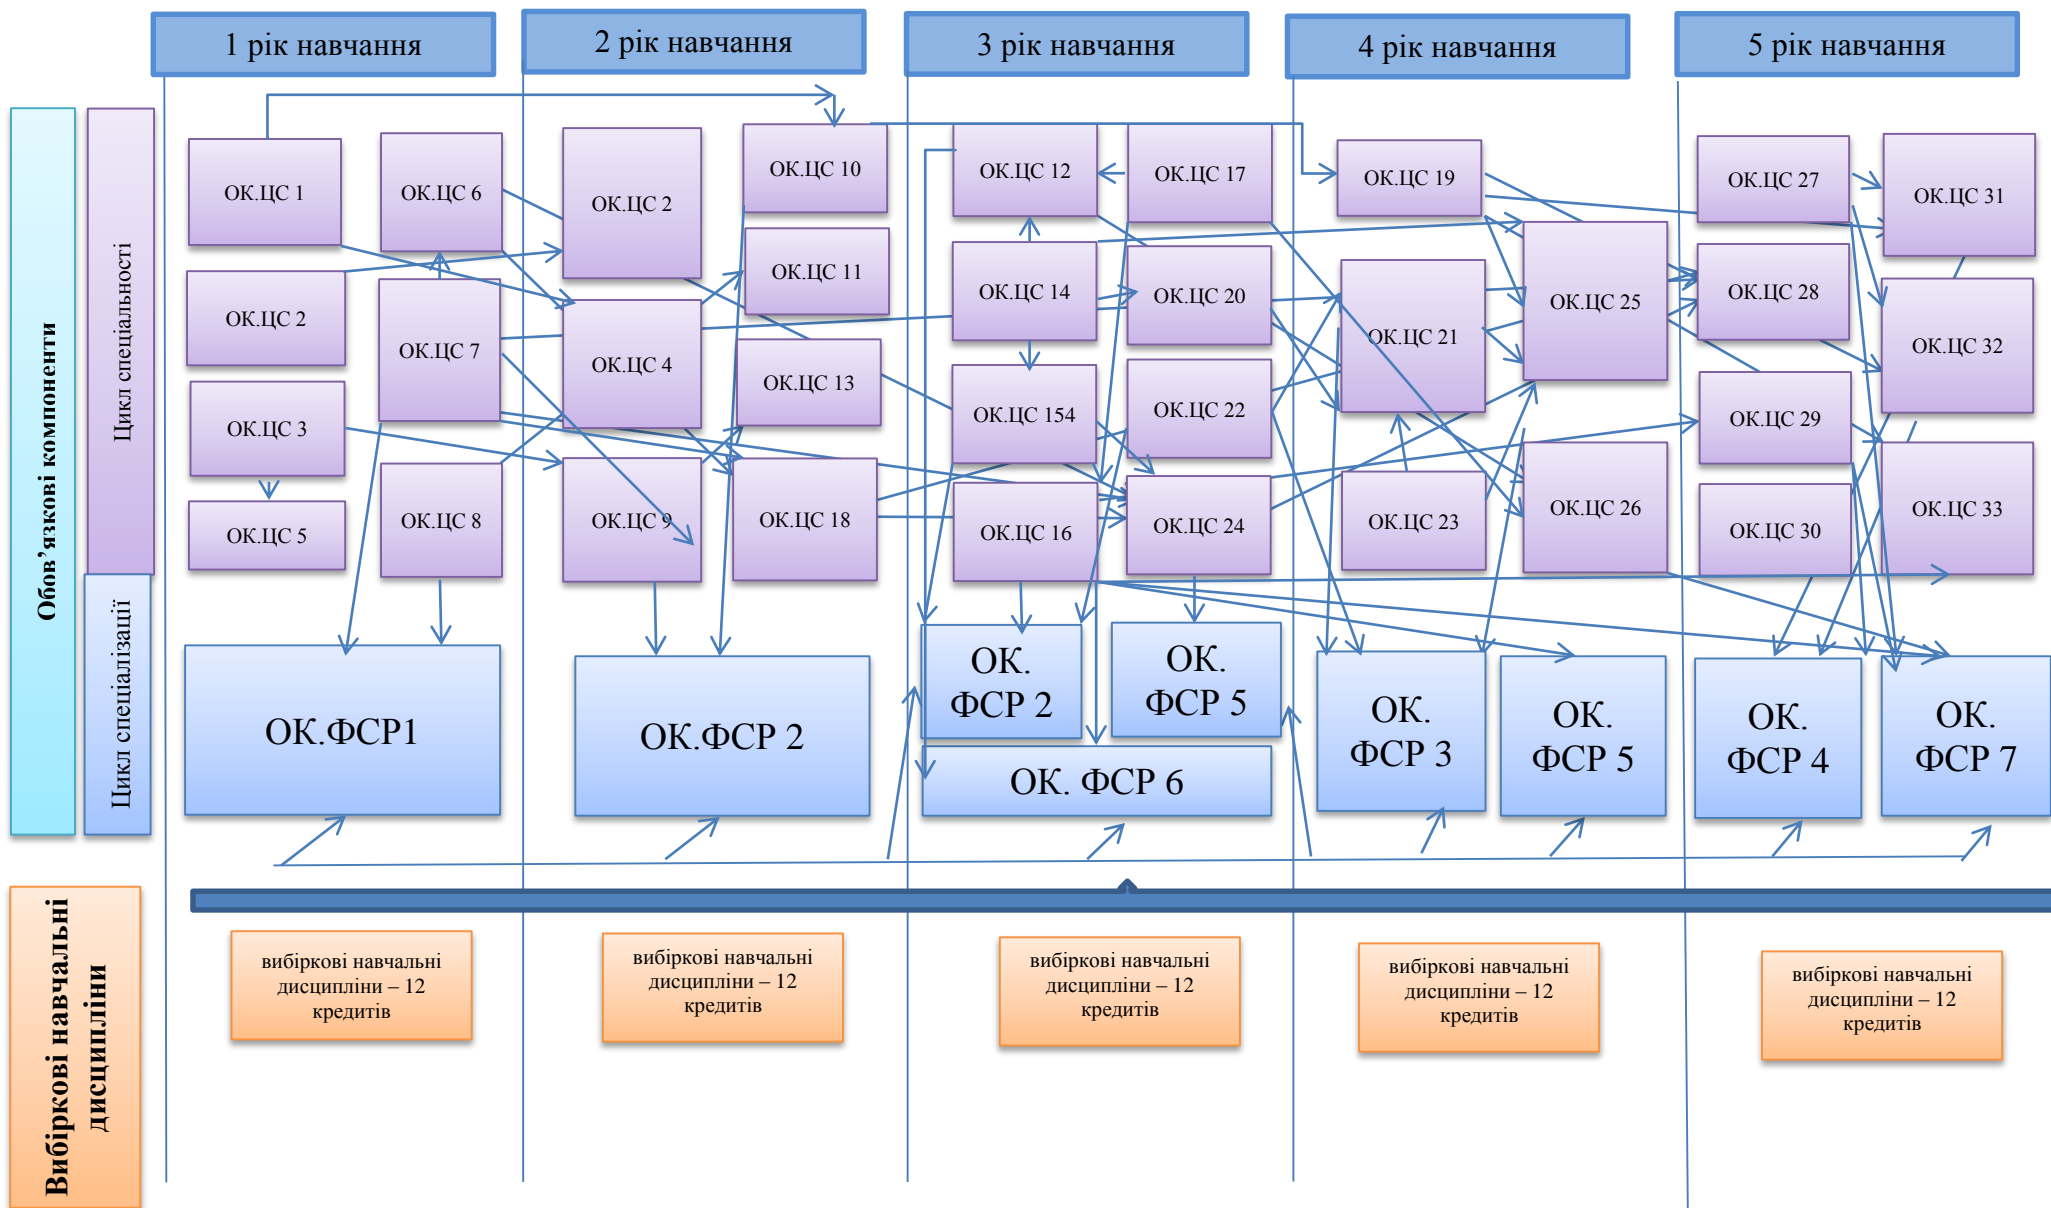 1 рік навчання
2 рік навчання
3 рік навчання
4 рік навчання
5 рік навчання
Обов’язкові компоненти
Цикл спеціальності
Цикл спеціалізації
ОК.ЦС 1
ОК.ЦС 2
ОК.ЦС 3
ОК.ЦС 5
ОК.ЦС 6
ОК.ЦС 7
ОК.ЦС 8
ОК.ЦС 2
ОК.ЦС 4
ОК.ЦС 9
ОК.ЦС 10
ОК.ЦС 11
ОК.ЦС 13
ОК.ЦС 18
ОК.ЦС 12
ОК.ЦС 14
ОК.ЦС 154
ОК.ЦС 16
ОК.ЦС 17
ОК.ЦС 20
ОК.ЦС 22
ОК.ЦС 24
ОК.ЦС 19
ОК.ЦС 21
ОК.ЦС 23
ОК.ЦС 25
ОК.ЦС 26
ОК.ЦС 27
ОК.ЦС 28
ОК.ЦС 29
ОК.ЦС 30
ОК.ЦС 31
ОК.ЦС 32
ОК.ЦС 33
ОК.ФСР1
ОК.ФСР 2
ОК.
ФСР 2
ОК.
ФСР 5
ОК. ФСР 6
ОК.
ФСР 3
ОК.
ФСР 5
ОК.
ФСР 4
ОК.
ФСР 7
Вибіркові навчальні
дисципліни
вибіркові навчальні
дисципліни – 12
кредитів
вибіркові навчальні
дисципліни – 12
кредитів
вибіркові навчальні
дисципліни – 12
кредитів
вибіркові навчальні
дисципліни – 12
кредитів
вибіркові навчальні
дисципліни – 12
кредитів